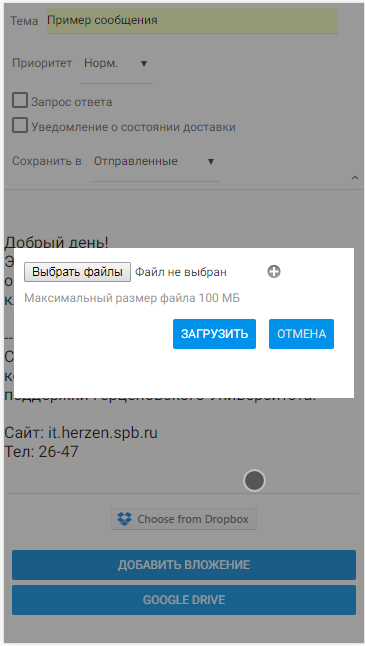 Тема Пример сообщения
Приоритет Норм.
Запрос ответа
Уведомление о состоянии доставки
Сохранить в Отправленные
Добрый день!
Выбрать файлы Файл не выбран
Максимальный размер файла 100 МБ
ЗАГРУЗИТЬ ОТМЕНА
--
Сайт: it.herzen.spb.ru
Тел: 26-47
Choose from Dropbox
ДОБАВИТЬ ВЛОЖЕНИЕ
GOOGLE DRIVE